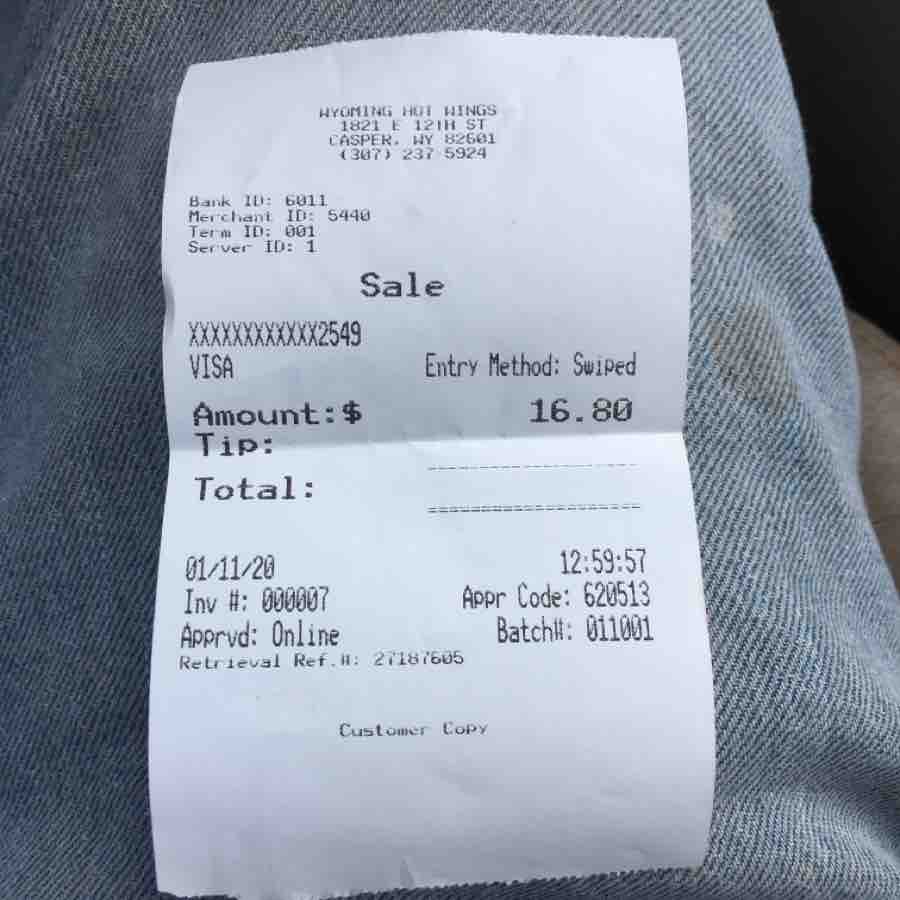 WYOMING HOT WINGS
1821 E 12TH ST
CASPER, WY 82601
(307) 237-5924
Bank ID: 6011
Merchant ID: 5440
Term ID: 001
Server ID: 1
Sale
XXXXXXXXXXXX2549
VISA Entry Method: Swiped
Amount:$ 16.80
Tip:
Total:
01/11/20 12:59:57
Inv #: 000007 Appr Code: 620513
Apprvd: Online Batch#: 011001
Retrieval Ref.#: 27187605
Customer Copy